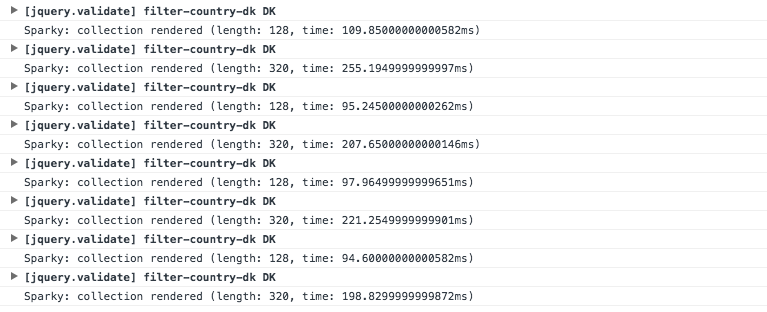 [jquery.validate] filter-country-dk DK
Sparky: collection rendered (length: 128, time: 109.85000000000582ms)
[jquery.validate] filter-country-dk DK
Sparky: collection rendered (length: 320, time: 255.1949999999997ms)
[jquery.validate] filter-country-dk DK
Sparky: collection rendered (length: 128, time: 95.24500000000262ms)
[jquery.validate] filter-country-dk DK
Sparky: collection rendered (length: 320, time: 207.65000000000146ms)
[jquery.validate] filter-country-dk DK
Sparky: collection rendered (length: 128, time: 97.96499999999651ms)
[jquery.validate] filter-country-dk DK
Sparky: collection rendered (length: 320, time: 221.2549999999901ms)
[jquery.validate] filter-country-dk DK
Sparky: collection rendered (length: 128, time: 94.60000000000582ms)
[jquery.validate] filter-country-dk DK
Sparky: collection rendered (length: 320, time: 198.8299999999872ms)